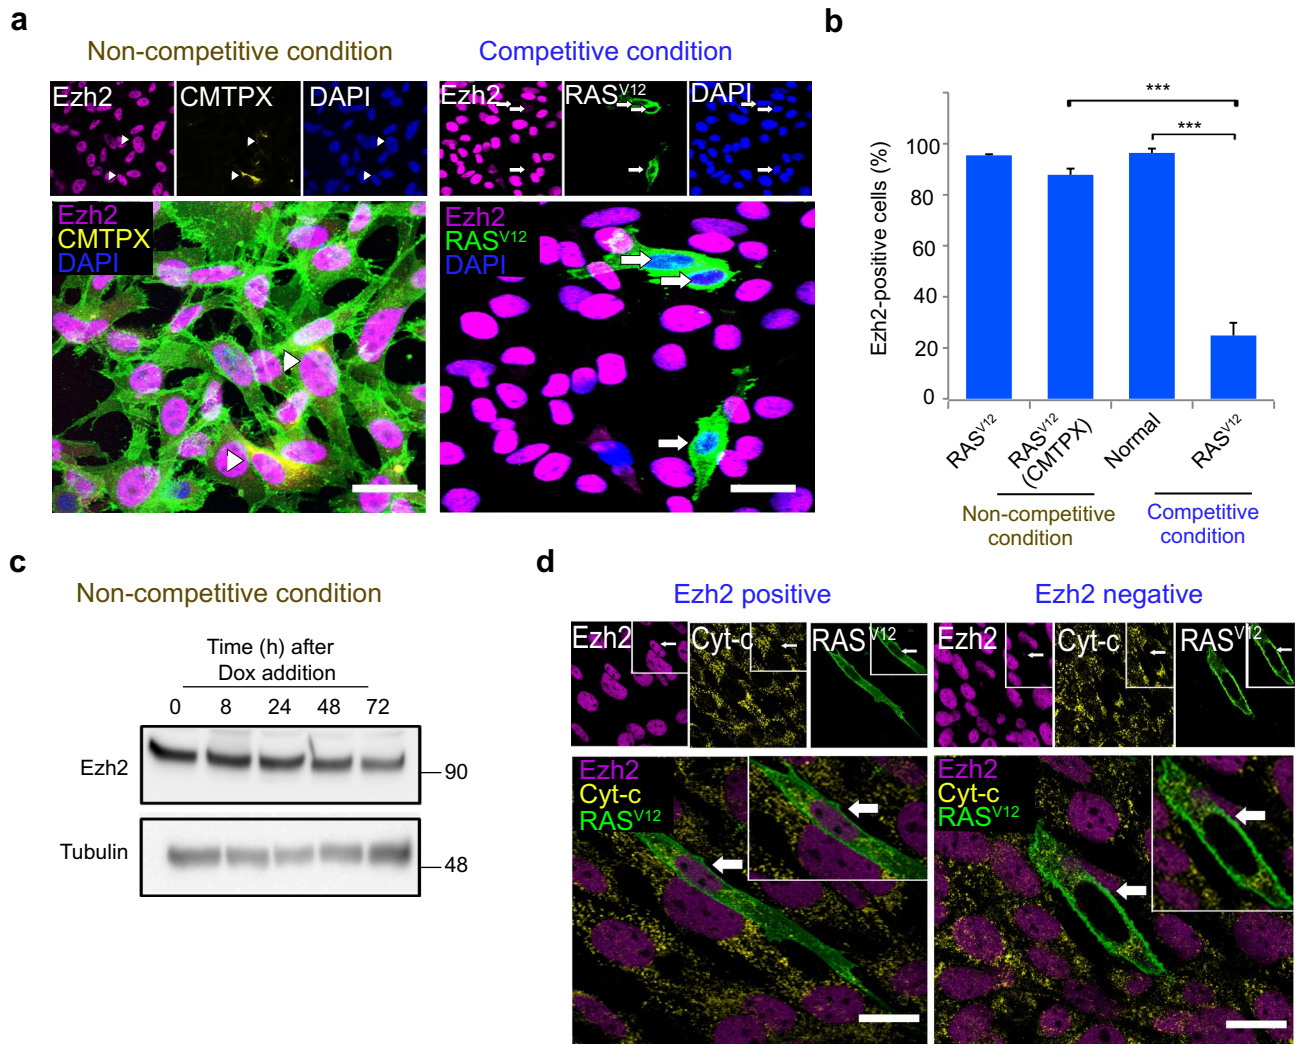 a
Non-competitive condition
Competitive condition
Ezh2
CMTPX
DAPI
Ezh2
RASV12
DAPI
Ezh2
CMTPX
DAPI
Ezh2
RASV12
DAPI
b
***
***
Ezh2-positive cells (%)
100
80
60
40
20
0
RASV12
RASV12
(CMTPX)
Normal
RASV12
Non-competitive
condition
Competitive
condition
c
Non-competitive condition
Time (h) after
Dox addition
0 8 24 48 72
Ezh2
90
Tubulin
48
d
Ezh2 positive
Ezh2 negative
Ezh2
Cyt-c
RASV12
Ezh2
Cyt-c
RASV12
Ezh2
Cyt-c
RASV12
Ezh2
Cyt-c
RASV12